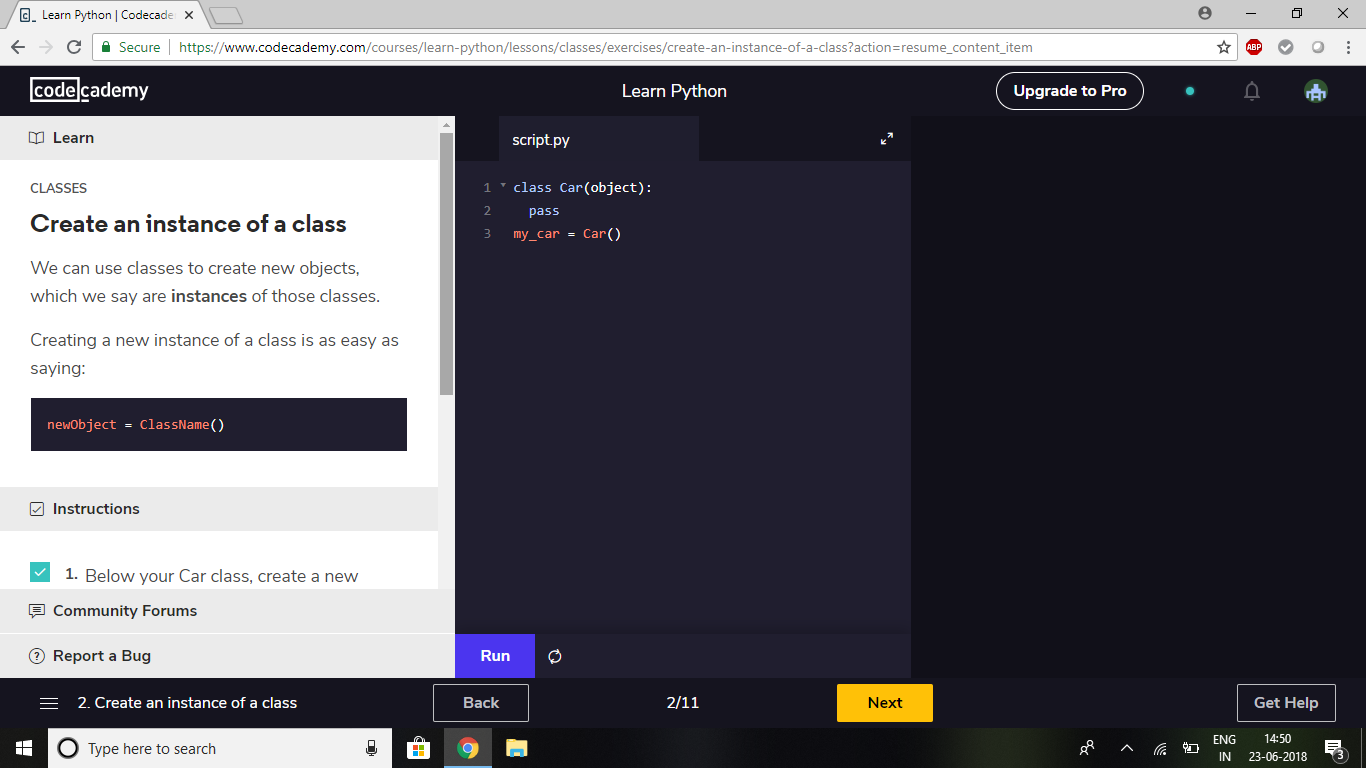 Learn Python | Codecade
Secure
https://www.codecademy.com/courses/learn-python/lessons/classes/exercises/create-an-instance-of-a-class?action=resume_content_item
ABP
codecademy
Learn Python
Upgrade to Pro
Learn
CLASSES
Create an instance of a class
We can use classes to create new objects,
which we say are instances of those classes.
Creating a new instance of a class is as easy as
saying:
newObject = ClassName()
Instructions
1. Below your Car class, create a new
Community Forums
Report a Bug
script.py
1 class Car(object):
2   pass
3 my_car = Car()
Run
2. Create an instance of a class
Back
2/11
Next
Get Help
Type here to search
ENG
IN
14:50
23-06-2018
3